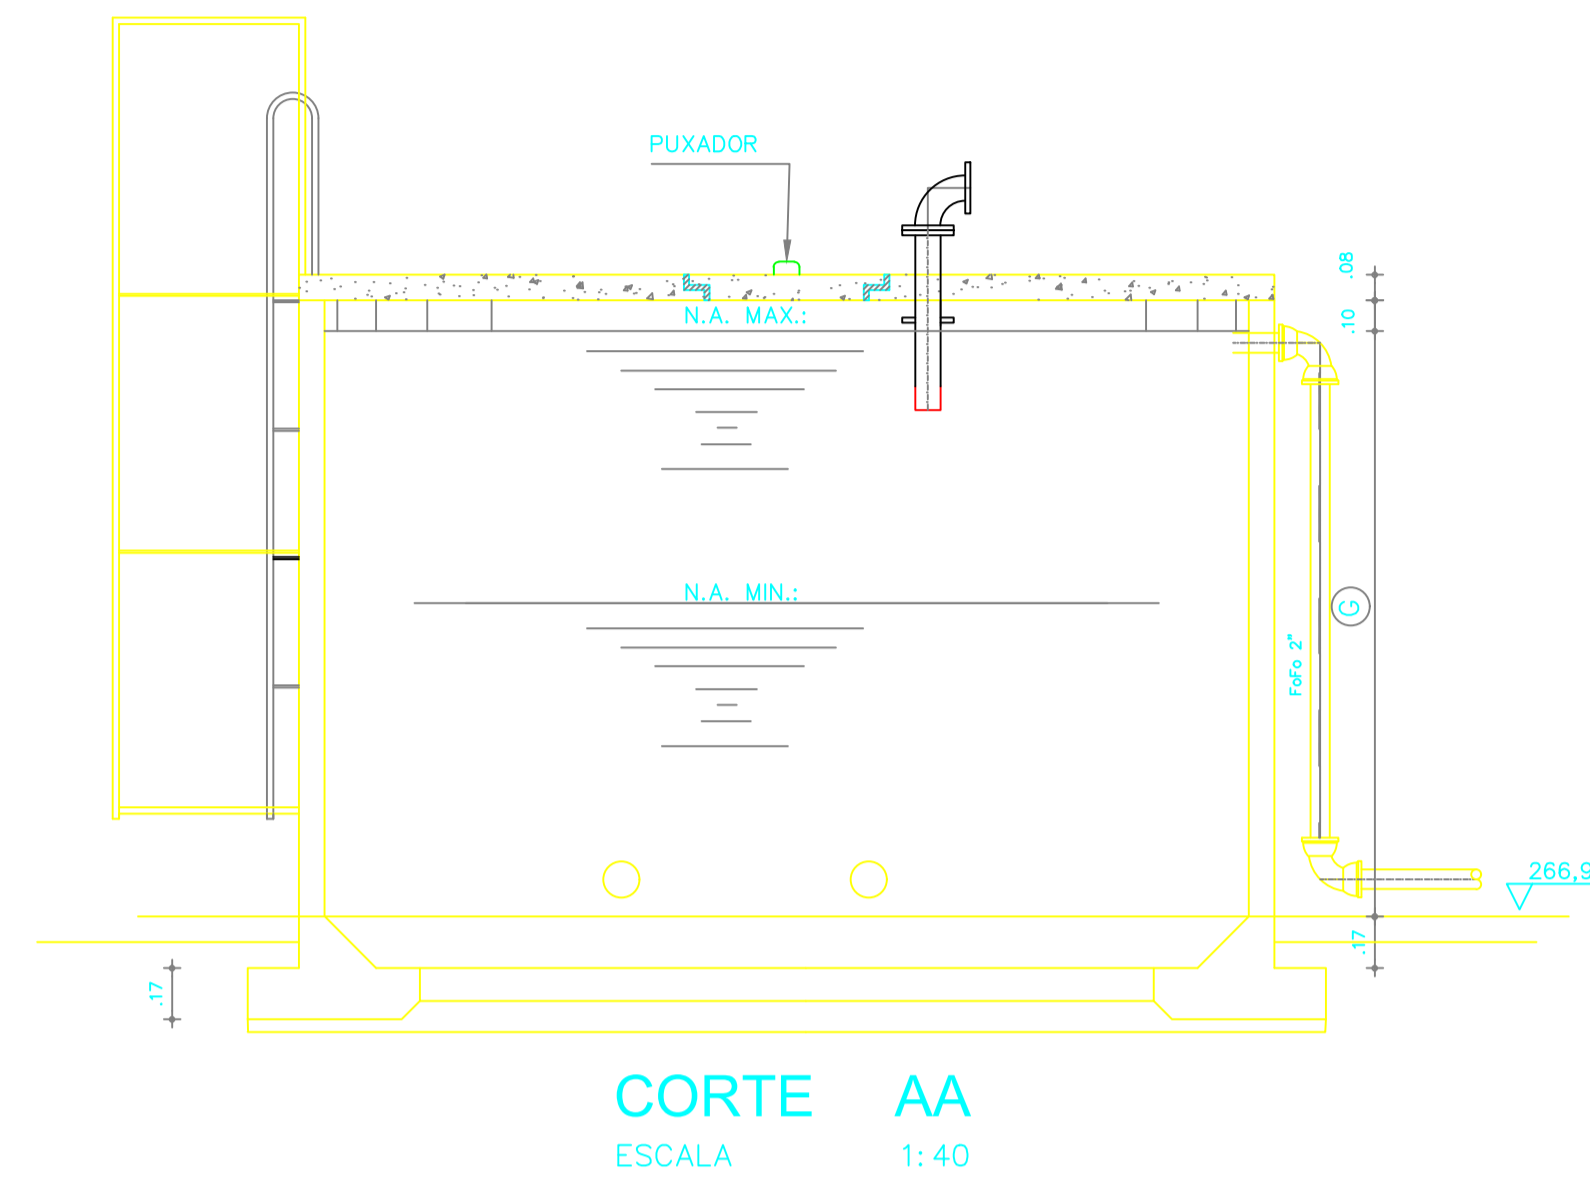 PUXADOR
.08
N.A. MAX.:
.10
N.A. MIN.:
G
FoFo 2"
266,9
.17
.17
CORTE AA
ESCALA 1:40